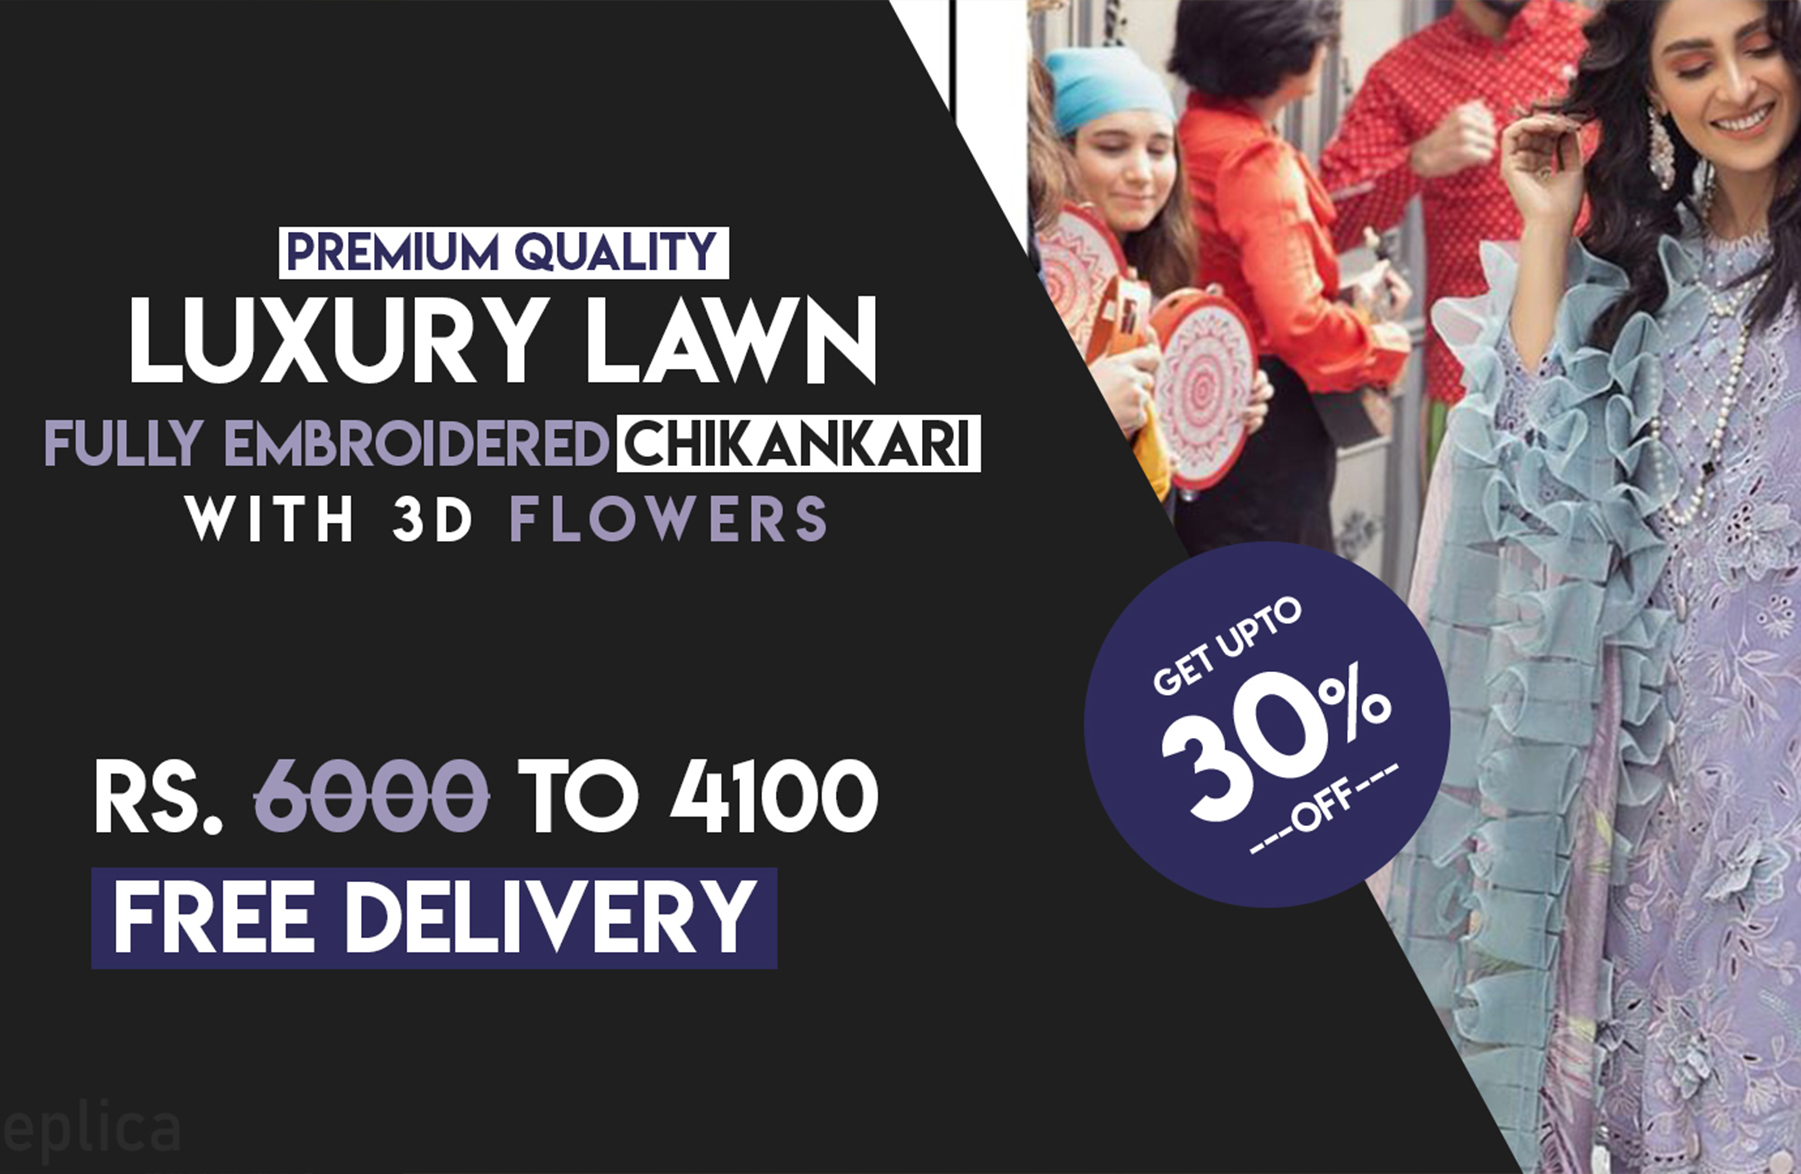 PREMIUM QUALITY
LUXURY LAWN
FULLY EMBROIDERED CHIKANKARI
WITH 3D FLOWERS
GET UPTO
30%
---OFF---
RS. 6000 TO 4100
FREE DELIVERY
eplica